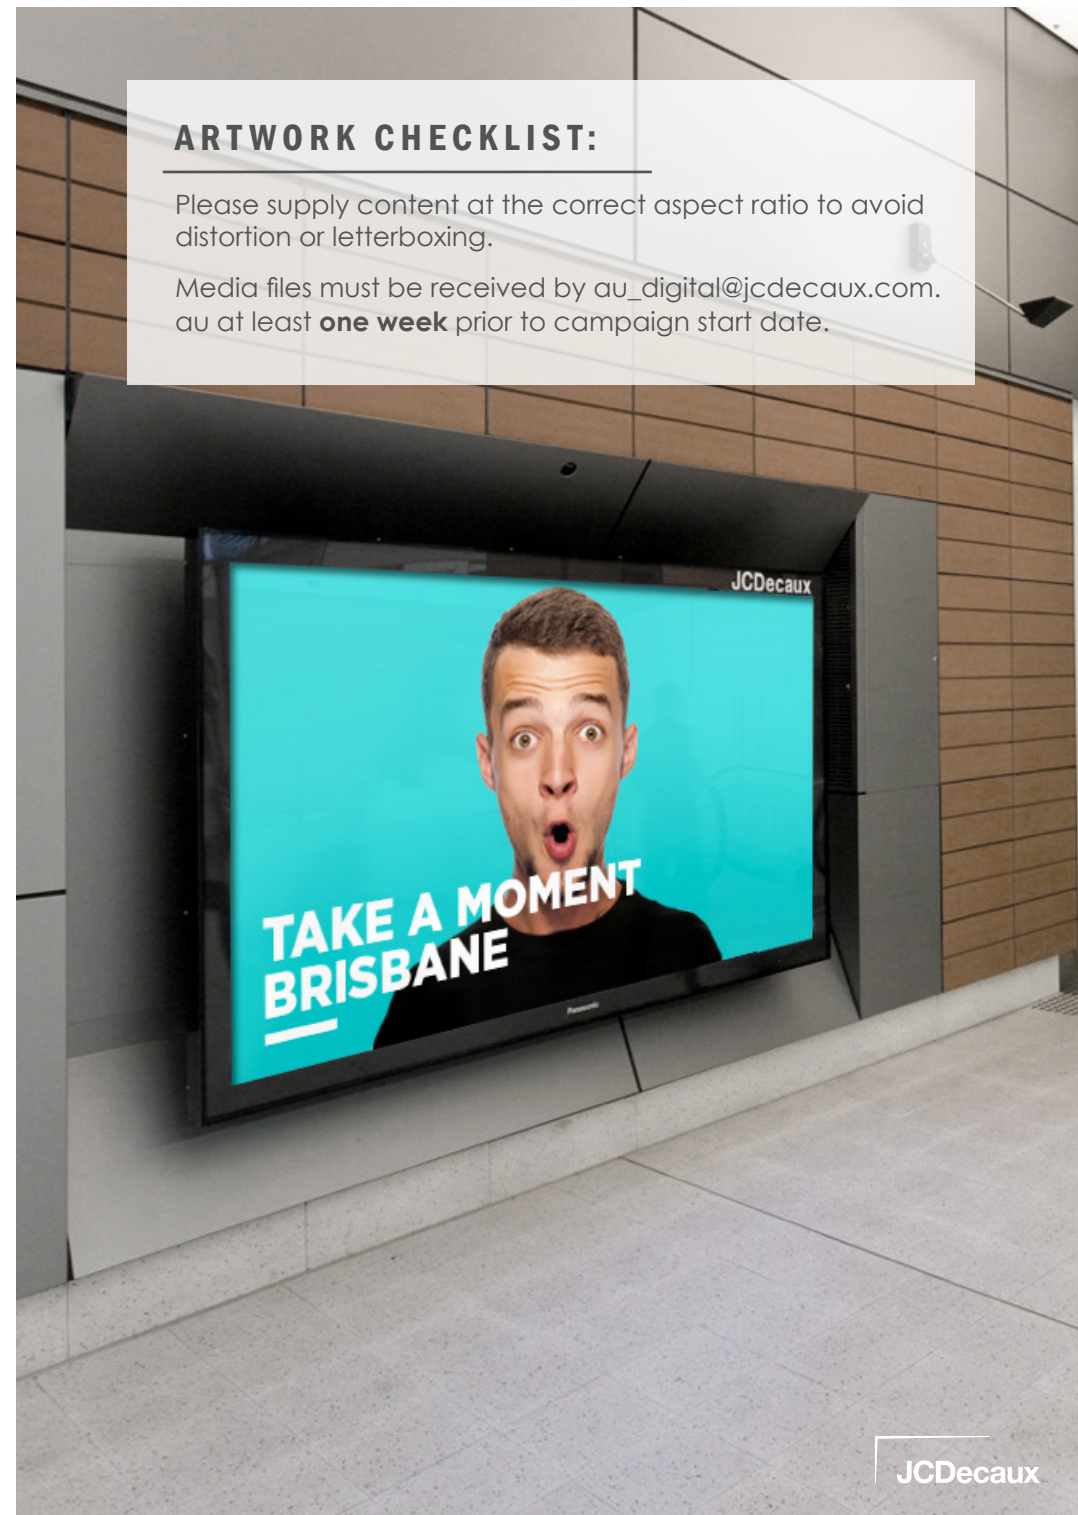 ARTWORK CHECKLIST:
Please supply content at the correct aspect ratio to avoid
distortion or letterboxing.
Media files must be received by au_digital@jcdecaux.com.
au at least one week prior to campaign start date.
JCDecaux
TAKE A MOMENT
BRISBANE
Panasonic
JCDecaux